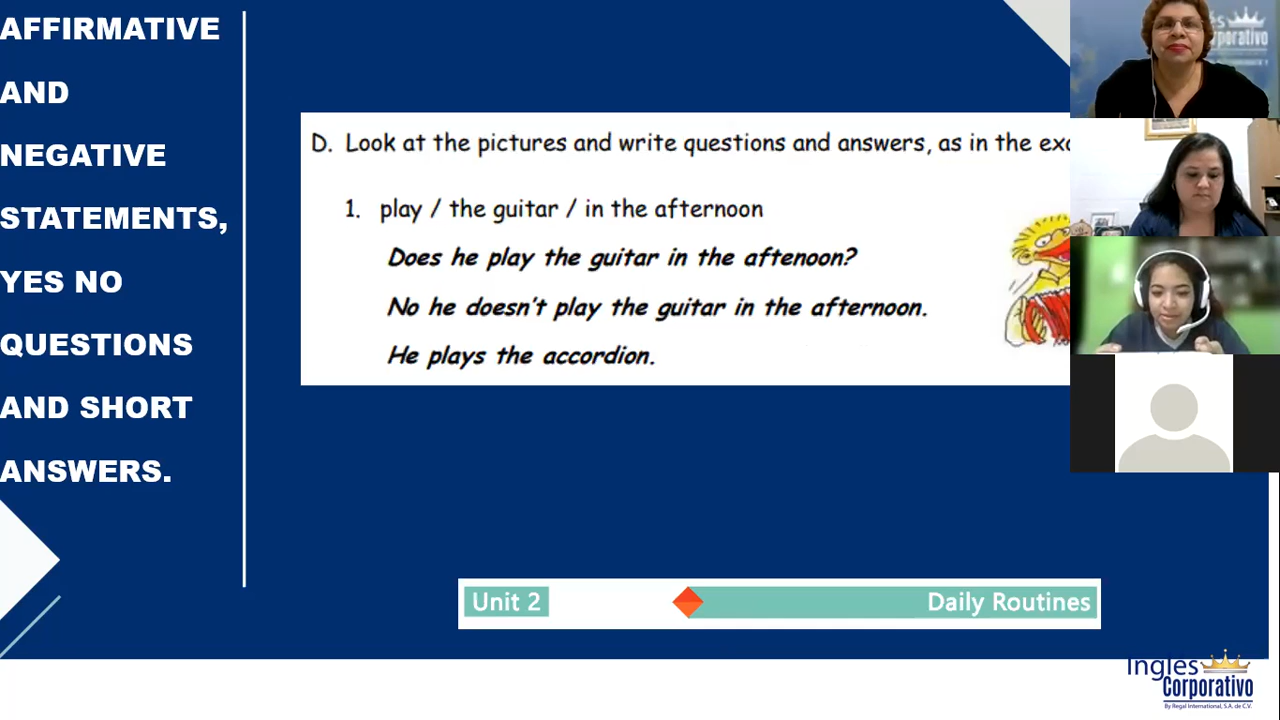 AFFIRMATIVE
AND
NEGATIVE
STATEMENTS,
YES NO
QUESTIONS
AND SHORT
ANSWERS.
D. Look at the pictures and write questions and answers, as in the
1. play / the guitar / in the afternoon
Does he play the guitar in the aftenoon?
No he doesn't play the guitar in the afternoon.
He plays the accordion.
Unit 2
Daily Routines
Inglés
Corporativo
By Regal International, S.A. de C.V.